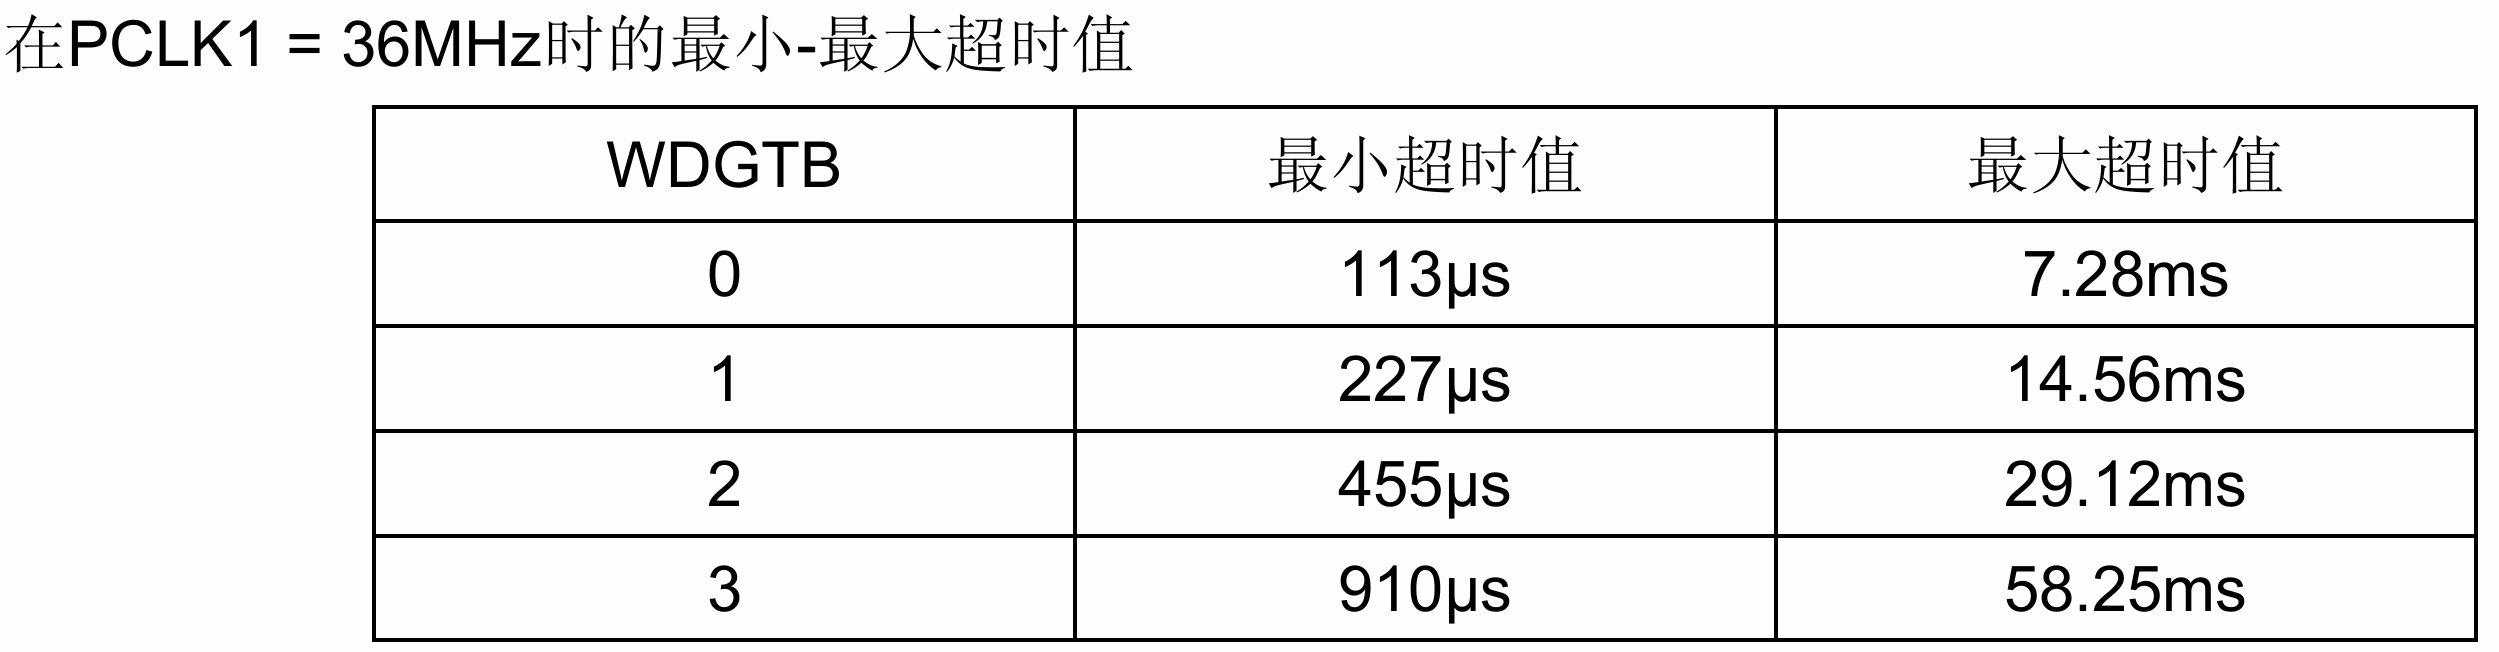 在PCLK1 = 36MHz时的最小-最大超时值
WDGTB 最小超时值 最大超时值
0 113µs 7.28ms
1 227µs 14.56ms
2 455µs 29.12ms
3 910µs 58.25ms